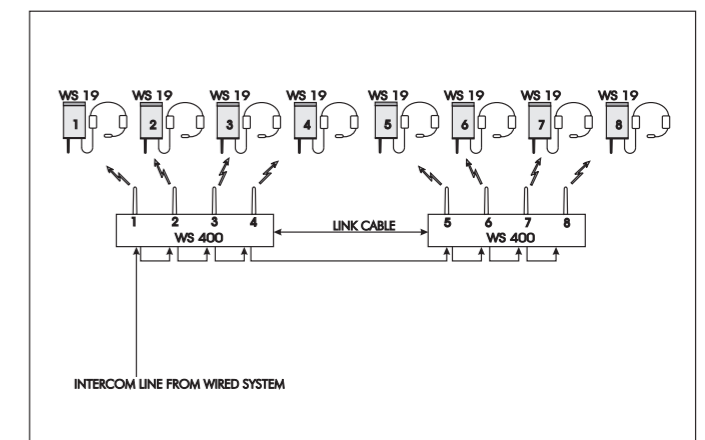 WS 19 WS 19 WS 19 WS 19 WS 19 WS 19 WS 19 WS 19
1 2 3 4 5 6 7 8
1 2 3 4 5 6 7 8
WS 400 LINK CABLE WS 400
INTERCOM LINE FROM WIRED SYSTEM